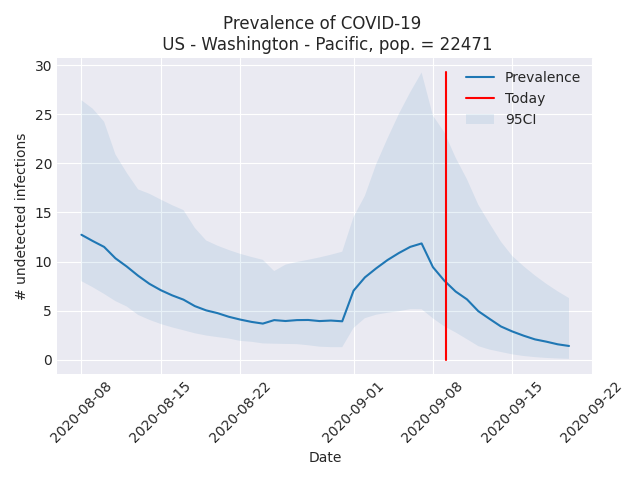 Prevalence of COVID-19
US - Washington - Pacific, pop. = 22471
30
25
20
15
10
5
0
# undetected infections
Prevalence
Today
95CI
2020-08-08
2020-08-15
2020-08-22
2020-09-01
2020-09-08
2020-09-15
2020-09-22
Date